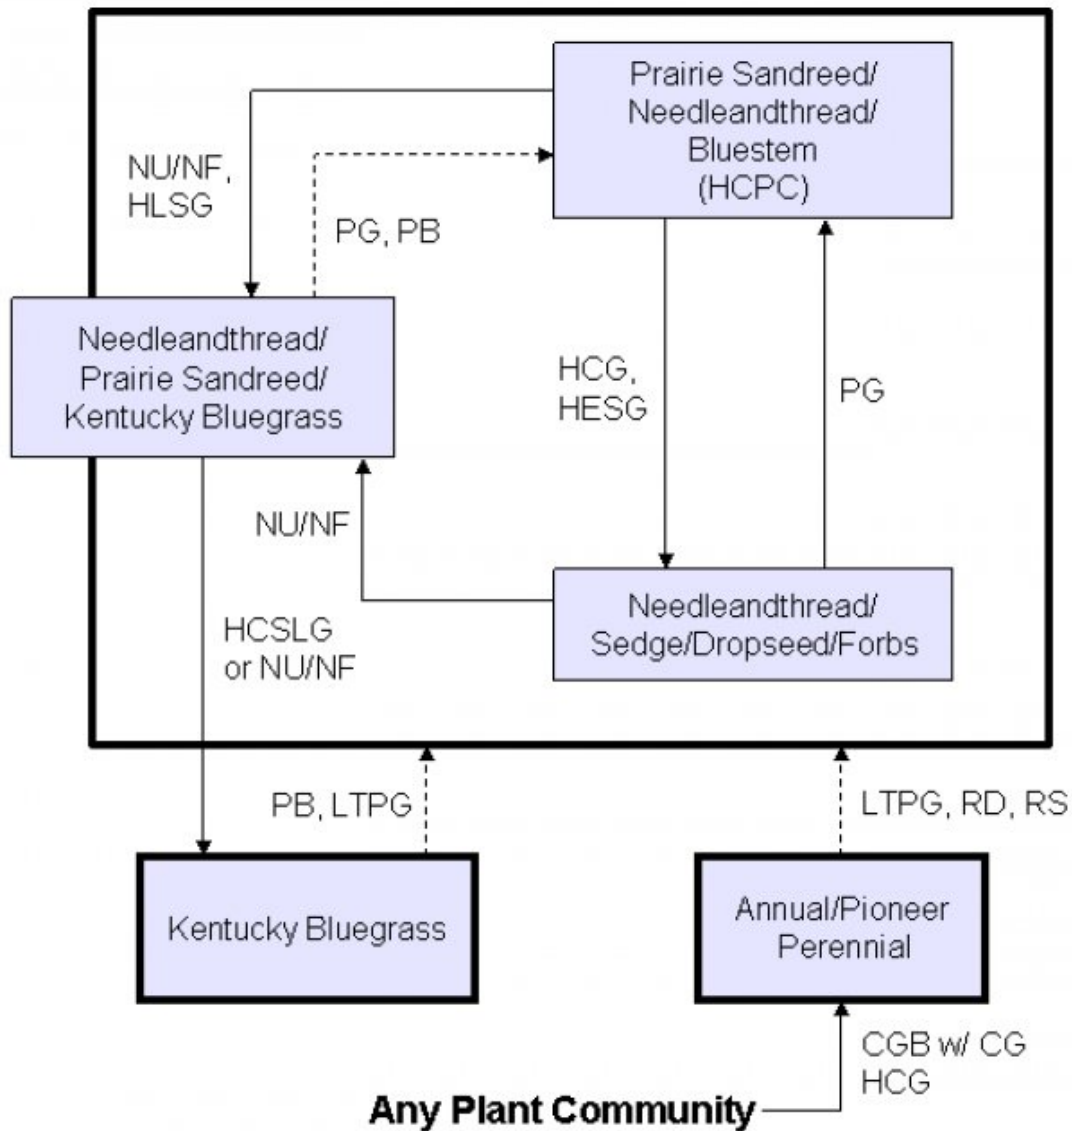 Prairie Sandreed/
Needleandthread/
Bluestem
(HCPC)
NU/NF,
HLSG
PG, PB
Needleandthread/
Prairie Sandreed/
Kentucky Bluegrass
HCG,
HESG
PG
NU/NF
Needleandthread/
Sedge/Dropseed/Forbs
HCSLG
or NU/NF
PB, LTPG
LTPG, RD, RS
Kentucky Bluegrass
Annual/Pioneer
Perennial
CGB w/ CG
HCG
Any Plant Community